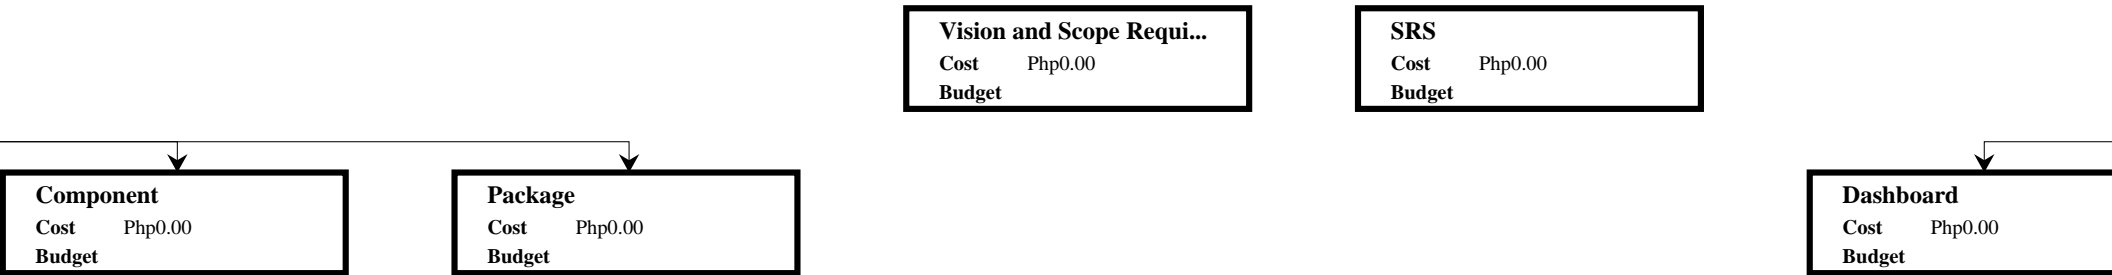 Vision and Scope Requi...
Cost Php0.00
Budget
SRS
Cost Php0.00
Budget
Component
Cost Php0.00
Budget
Package
Cost Php0.00
Budget
Dashboard
Cost Php0.00
Budget